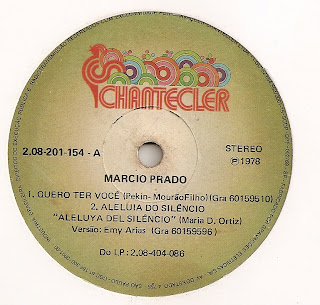 CHANTECLER
2.08-201-154 - A
STEREO
Ⓟ1978
MARCIO PRADO
1. QUERO TER VOCÊ (Pekin-MourãoFilho)(Gra 60159510)
2. ALELUIA DO SILÊNCIO
"ALELUYA DEL SILÊNCIO" (Maria D. Ortiz)
Versão: Emy Arias (Gra 60159596)
Do LP: 2.08-404-086